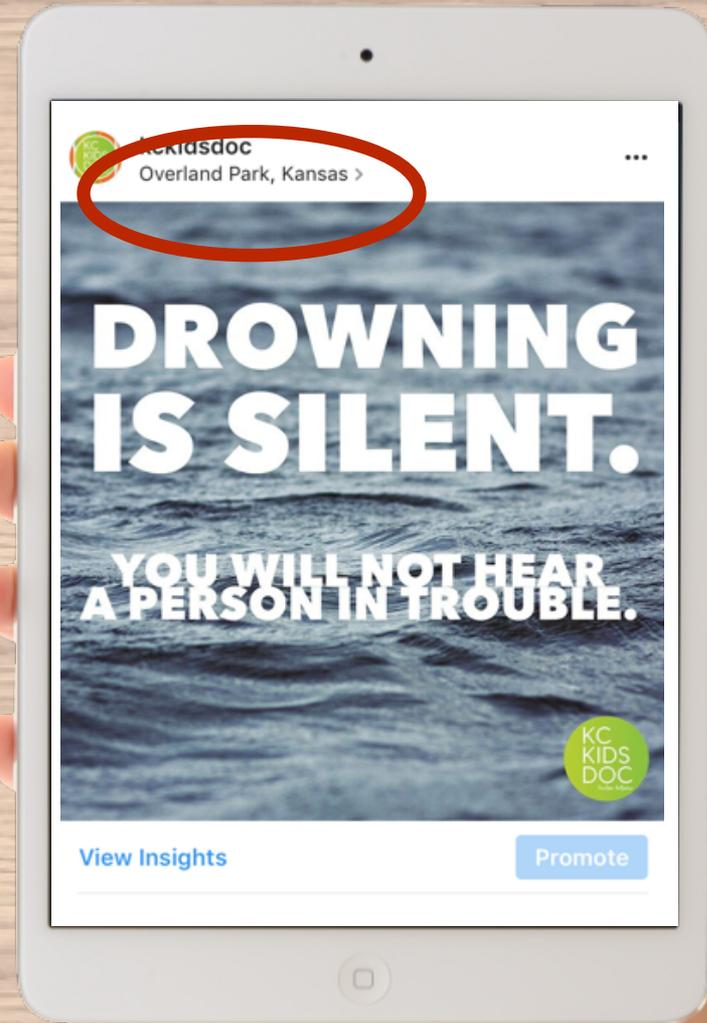 kckidsdoc
Overland Park, Kansas >
DROWNING
IS SILENT.
YOU WILL NOT HEAR
A PERSON IN TROUBLE.
KC
KIDS
DOC
View Insights
Promote